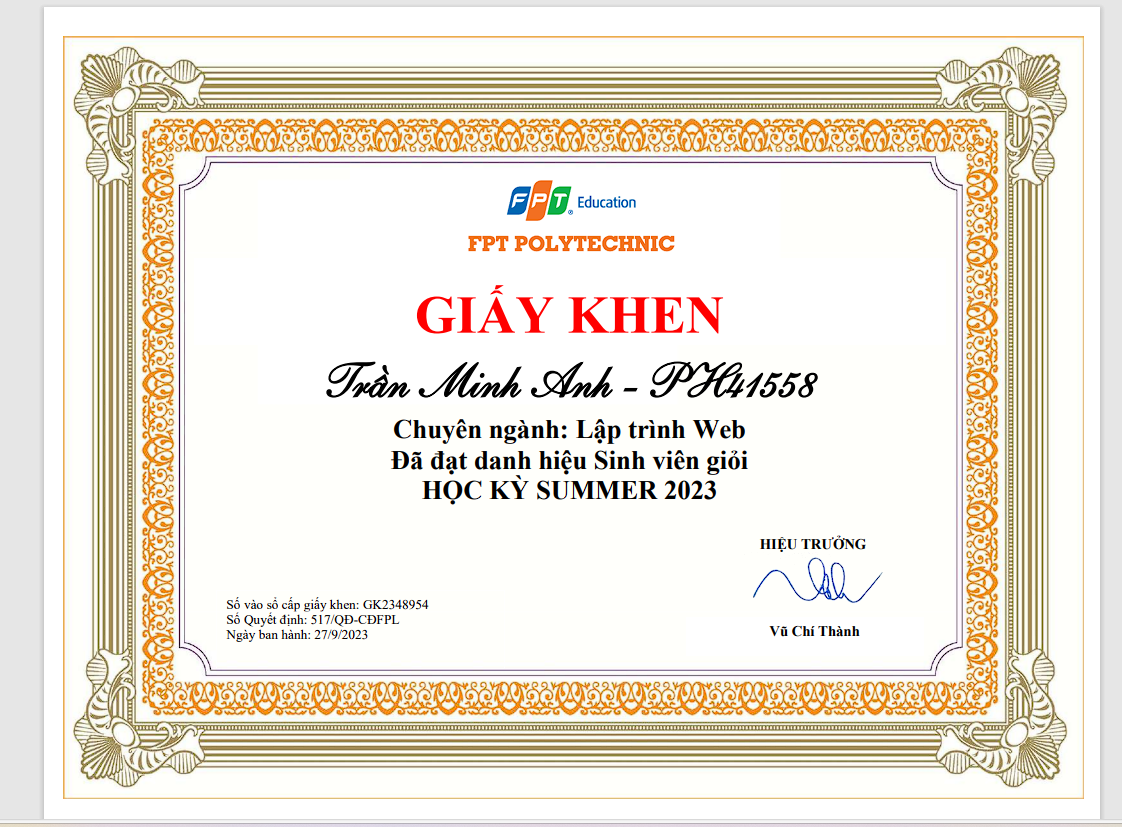 FPT Education
FPT POLYTECHNIC
GIẤY KHEN
Trần Minh Anh - PH41558
Chuyên ngành: Lập trình Web
Đã đạt danh hiệu Sinh viên giỏi
HỌC KỲ SUMMER 2023
HIỆU TRƯỞNG
Số vào sổ cấp giấy khen: GK2348954
Số Quyết định: 517/QĐ-CĐFPL
Ngày ban hành: 27/9/2023
Vũ Chí Thành